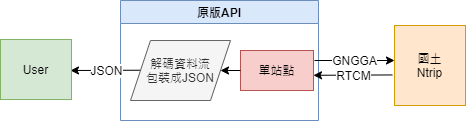 原版API
User
JSON
解碼資料流
包裝成JSON
單站點
GNGGA
RTCM
國土
Ntrip